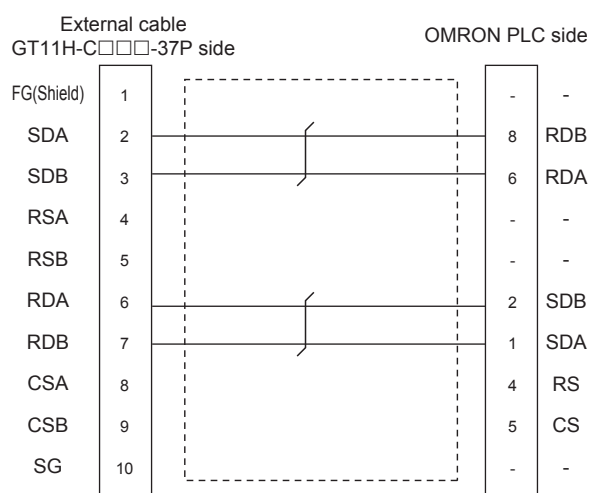 External cable
GT11H-C□□□-37P side
OMRON PLC side
FG(Shield) 1 - -
SDA 2 8 RDB
SDB 3 6 RDA
RSA 4 - -
RSB 5 - -
RDA 6 2 SDB
RDB 7 1 SDA
CSA 8 4 RS
CSB 9 5 CS
SG 10 - -